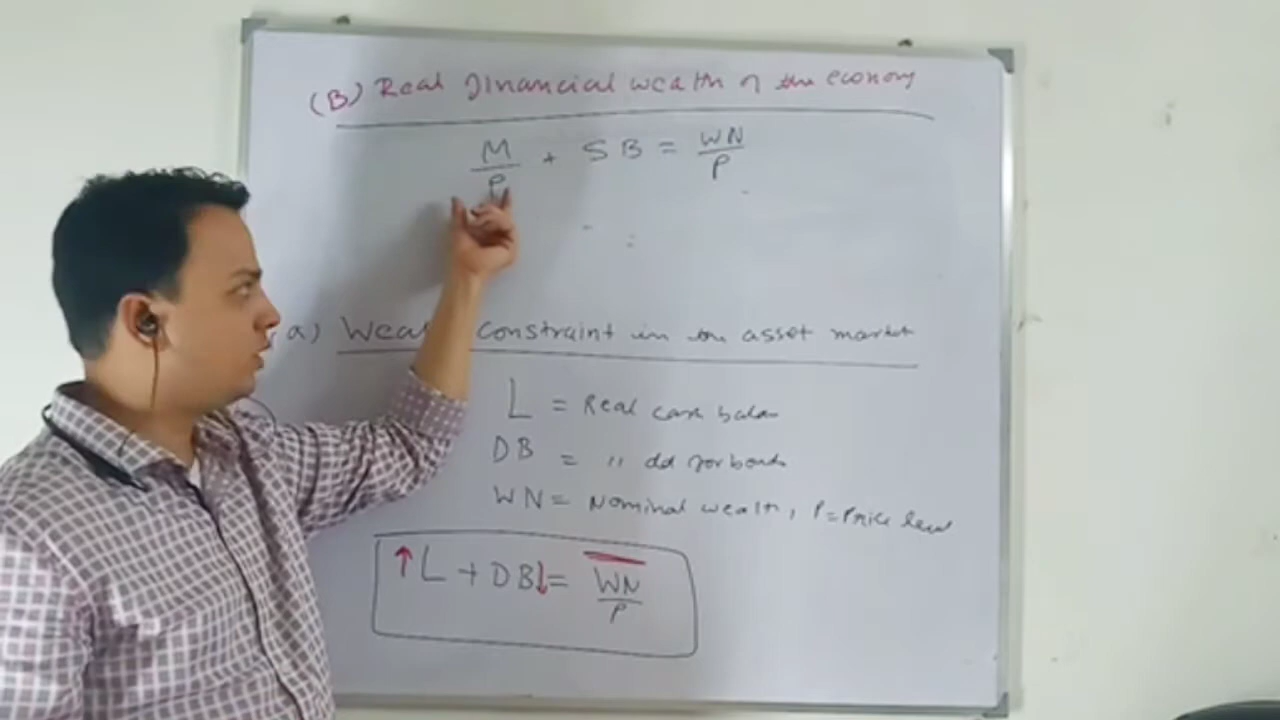 (B) Real financial wealth of the economy
M/P + SB = WN/P
a) Wea constraint in the asset market
L = Real cash balan
DB = " dd for bonds
WN = Nominal wealth, P = Price level
↑L + DB↓ = WN/P